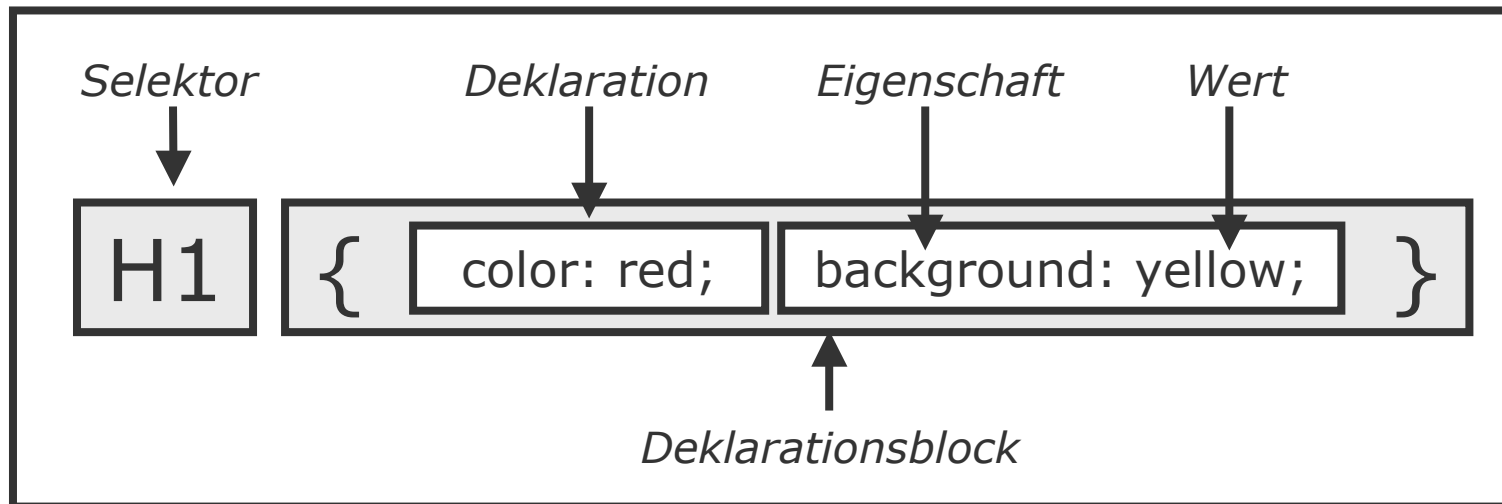 Selektor Deklaration Eigenschaft Wert
H1 { color: red; background: yellow; }
Deklarationsblock